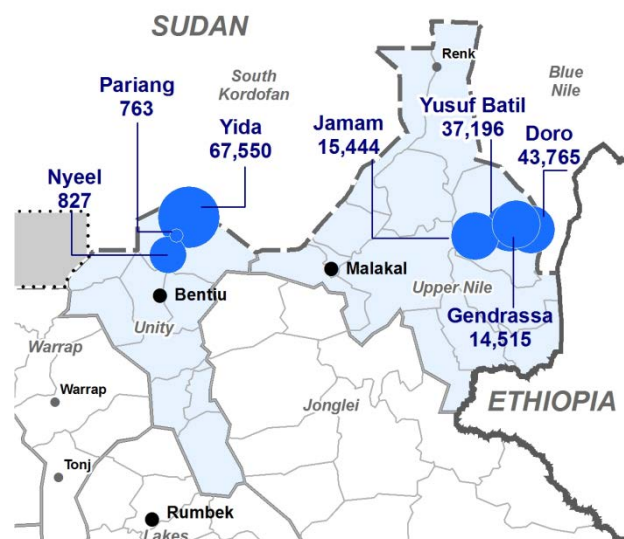 SUDAN
Renk
Pariang
763
South
Kordofan
Blue
Nile
Yida
67,550
Jamam
15,444
Yusuf Batil
37,196
Doro
43,765
Nyeel
827
Malakal
Bentiu
Upper Nile
Gendrassa
14,515
Unity
Warrap
Warrap
Jonglei
ETHIOPIA
Tonj
Rumbek
Lakes